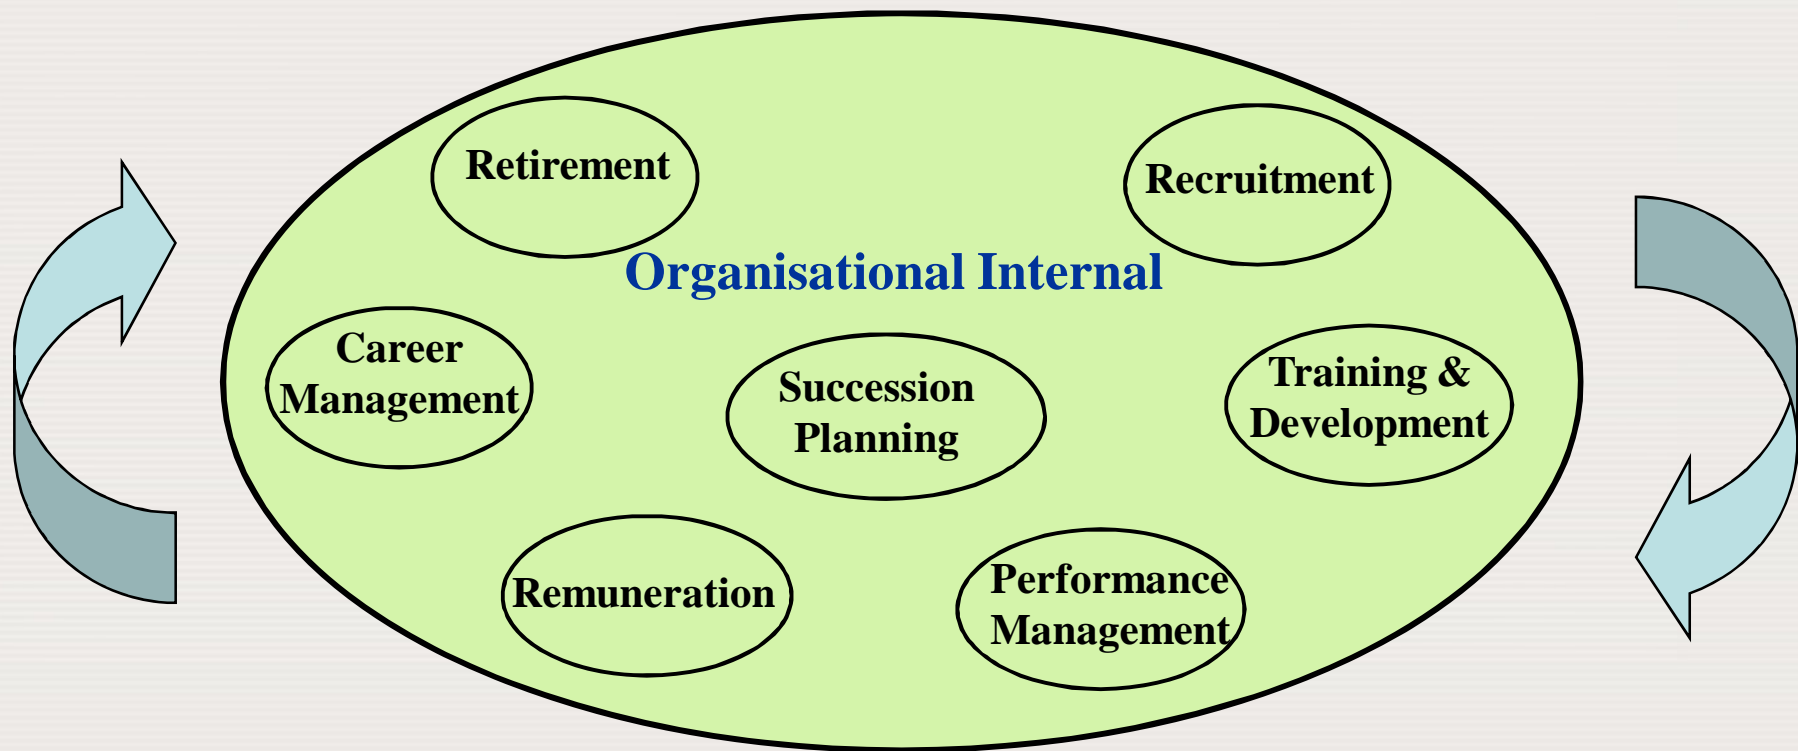 Retirement
Recruitment
Organisational Internal
Career
Management
Succession
Planning
Training &
Development
Remuneration
Performance
Management